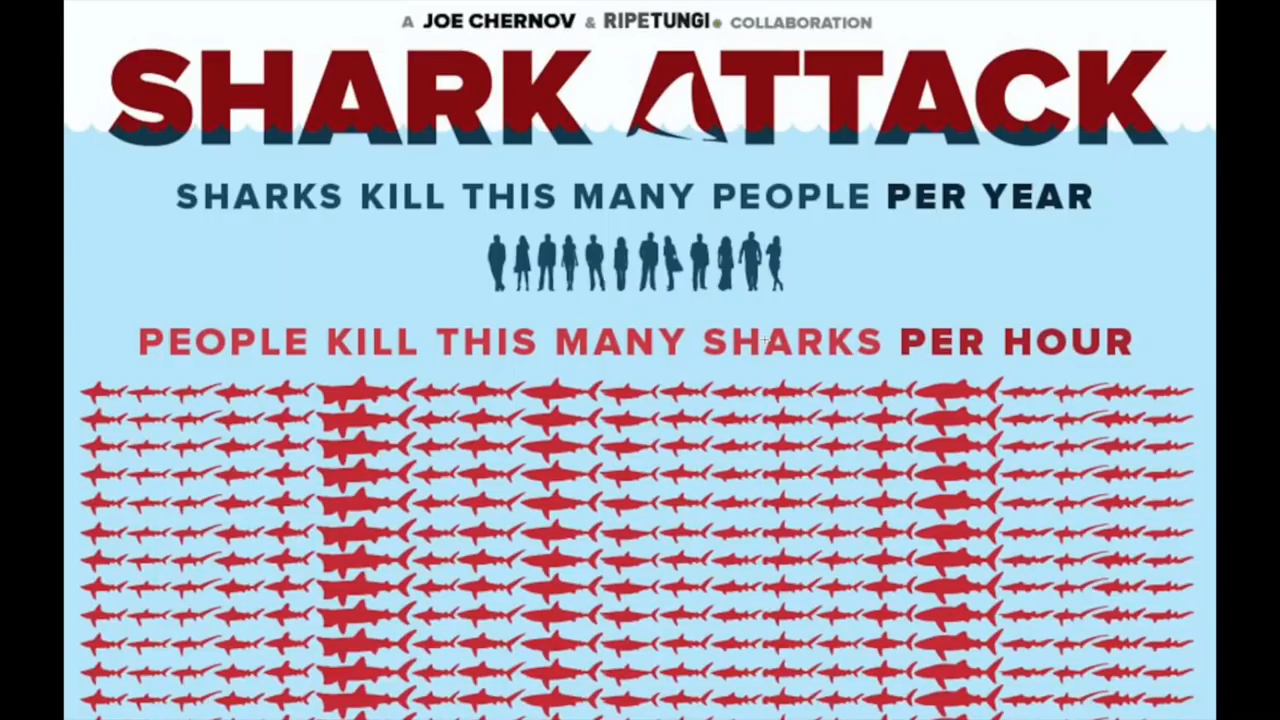 A JOE CHERNOV & RIPETUNGI COLLABORATION
SHARK ATTACK
SHARKS KILL THIS MANY PEOPLE PER YEAR
PEOPLE KILL THIS MANY SHARKS PER HOUR